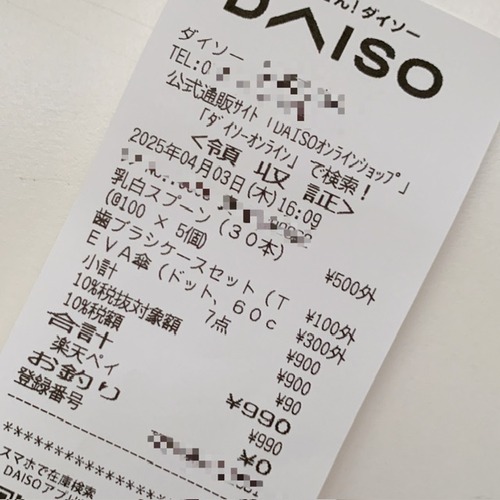 ん!ダイソー
DAISO
ダイソー
TEL:0
公式通販サイト「DAISOオンラインショップ」
「ダイソーオンライン」で検索!
<領収証>
2025年04月03日(木)16:09
乳白スプーン(30本)
(@100 × 5個) ¥500外
歯ブラシケースセット(T ¥100外
EVA傘(ドット、60c ¥300外
小計 7点 ¥900
10%税抜対象額 ¥900
10%税額 ¥90
合計 ¥990
楽天ペイ ¥990
お釣り ¥0
登録番号
*********************
スマホで在庫検索
DAISOアプリ